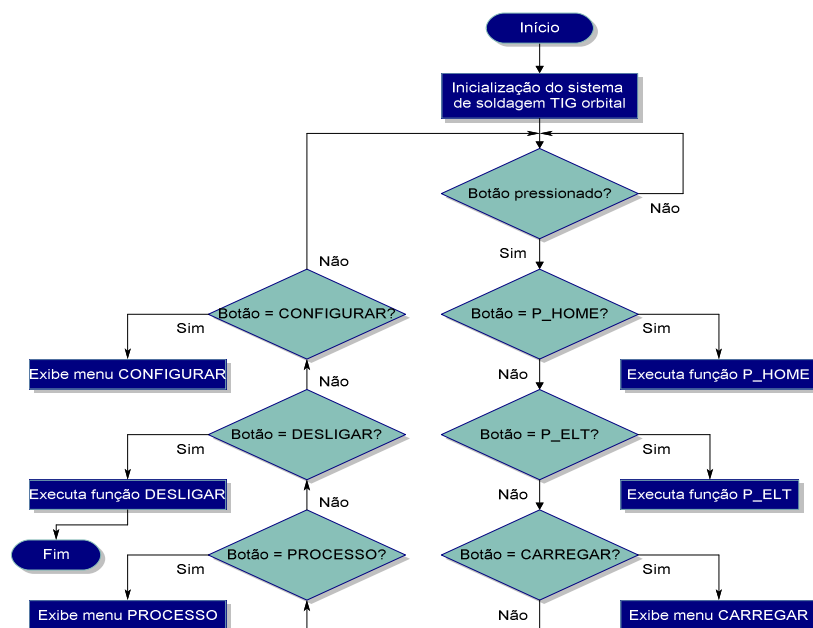 Início
Inicialização do sistema
de soldagem TIG orbital
Botão pressionado?
Não
Sim
Não
Botão = CONFIGURAR?
Sim
Botão = P_HOME?
Sim
Exibe menu CONFIGURAR
Não
Não
Executa função P_HOME
Botão = DESLIGAR?
Sim
Botão = P_ELT?
Sim
Executa função DESLIGAR
Não
Não
Executa função P_ELT
Fim
Botão = PROCESSO?
Sim
Botão = CARREGAR?
Sim
Exibe menu PROCESSO
Não
Exibe menu CARREGAR